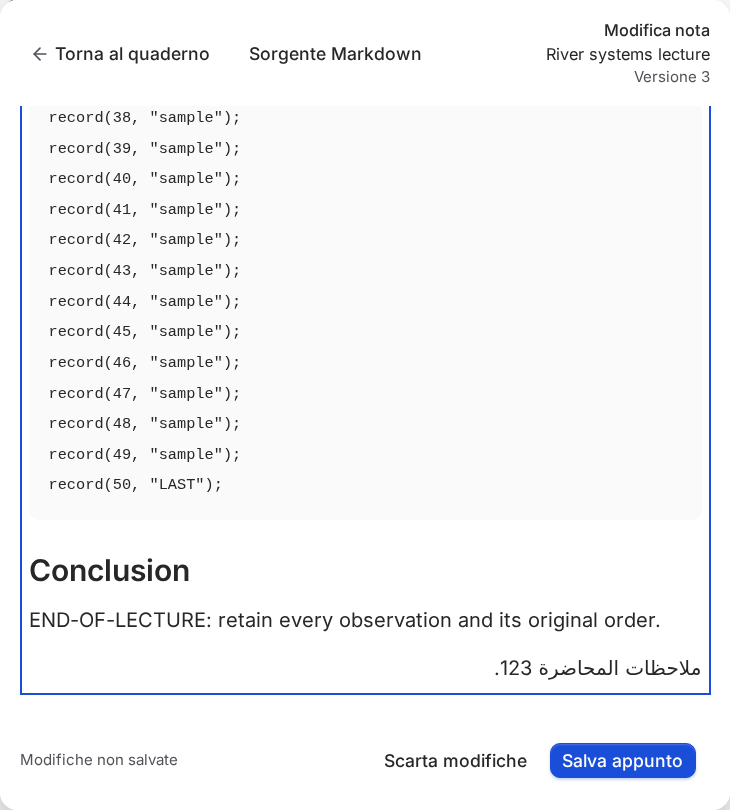 Torna al quaderno
Sorgente Markdown
Modifica nota
River systems lecture
Versione 3
record(38, "sample");
record(39, "sample");
record(40, "sample");
record(41, "sample");
record(42, "sample");
record(43, "sample");
record(44, "sample");
record(45, "sample");
record(46, "sample");
record(47, "sample");
record(48, "sample");
record(49, "sample");
record(50, "LAST");
Conclusion
END-OF-LECTURE: retain every observation and its original order.
ملاحظات المحاضرة 123.
Modifiche non salvate
Scarta modifiche
Salva appunto